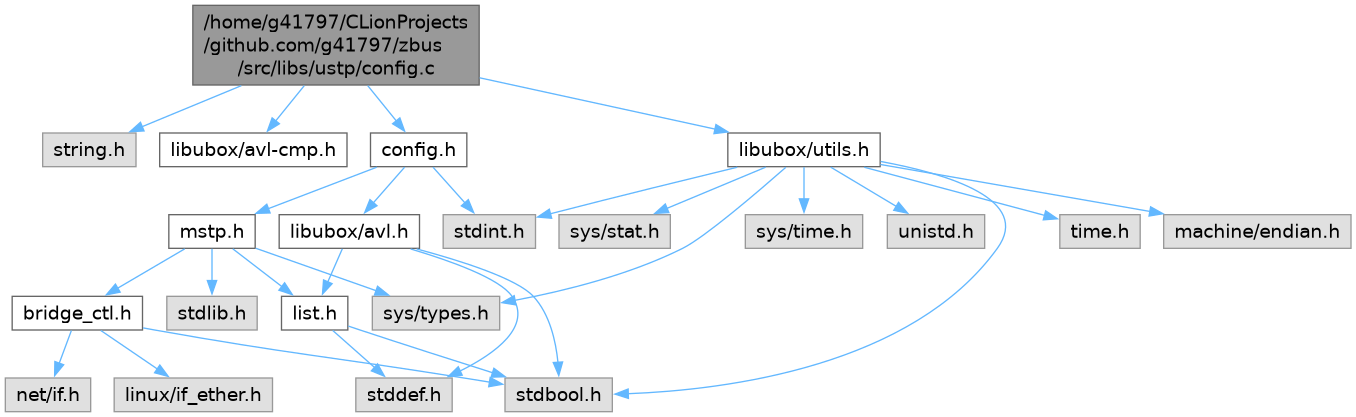 /home/g41797/CLionProjects
/github.com/g41797/zbus
/src/libs/ustp/config.c
string.h
libubox/avl-cmp.h
config.h
libubox/utils.h
mstp.h
libubox/avl.h
stdint.h
sys/stat.h
sys/time.h
unistd.h
time.h
machine/endian.h
bridge_ctl.h
stdlib.h
list.h
sys/types.h
net/if.h
linux/if_ether.h
stddef.h
stdbool.h